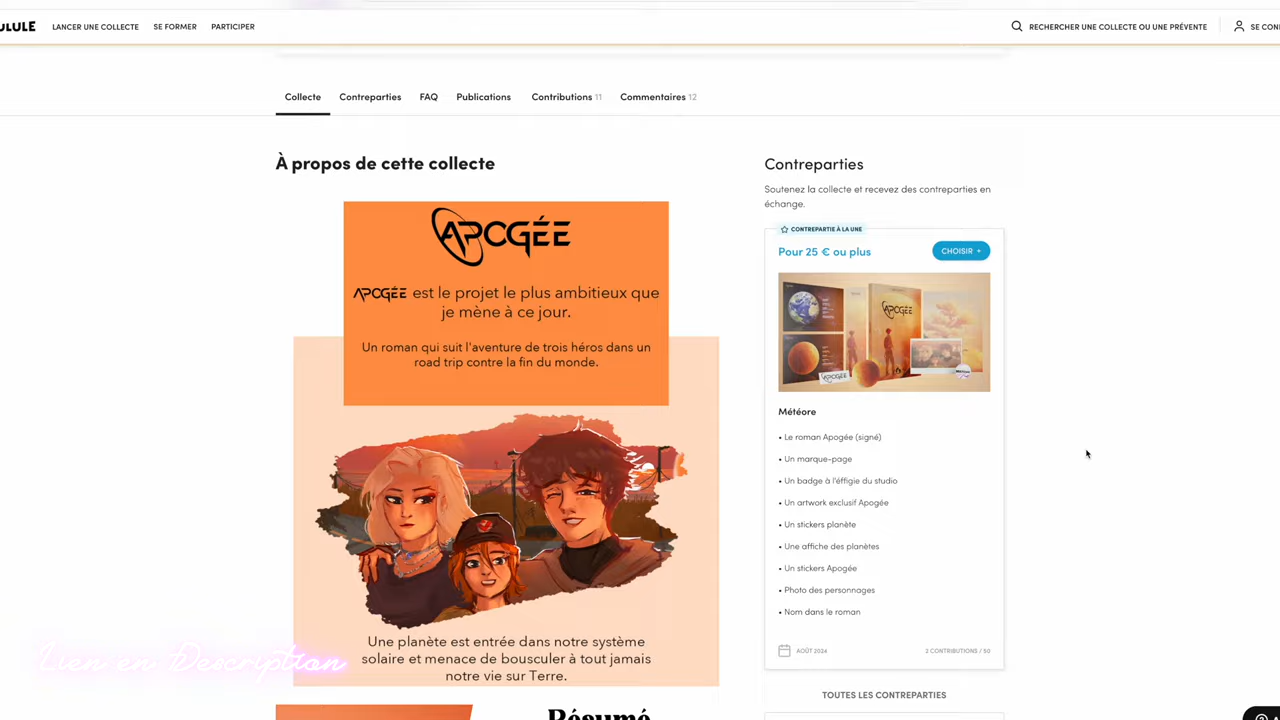 ULULE
LANCER UNE COLLECTE
SE FORMER
PARTICIPER
RECHERCHER UNE COLLECTE OU UNE PRÉVENTE
SE CON
Collecte
Contreparties
FAQ
Publications
Contributions 11
Commentaires 12
À propos de cette collecte
APOGÉE
APOGÉE est le projet le plus ambitieux que
je mène à ce jour.
Un roman qui suit l'aventure de trois héros dans un
road trip contre la fin du monde.
Une planète est entrée dans notre système
solaire et menace de bousculer à tout jamais
notre vie sur Terre.
Résumé
Lien en Description
Contreparties
Soutenez la collecte et recevez des contreparties en
échange.
CONTREPARTIE À LA UNE
Pour 25 € ou plus
CHOISIR +
APOGÉE
APOGÉE
Météore
• Le roman Apogée (signé)
• Un marque-page
• Un badge à l'éffigie du studio
• Un artwork exclusif Apogée
• Un stickers planète
• Une affiche des planètes
• Un stickers Apogée
• Photo des personnages
• Nom dans le roman
AOÛT 2024
2 CONTRIBUTIONS / 50
TOUTES LES CONTREPARTIES